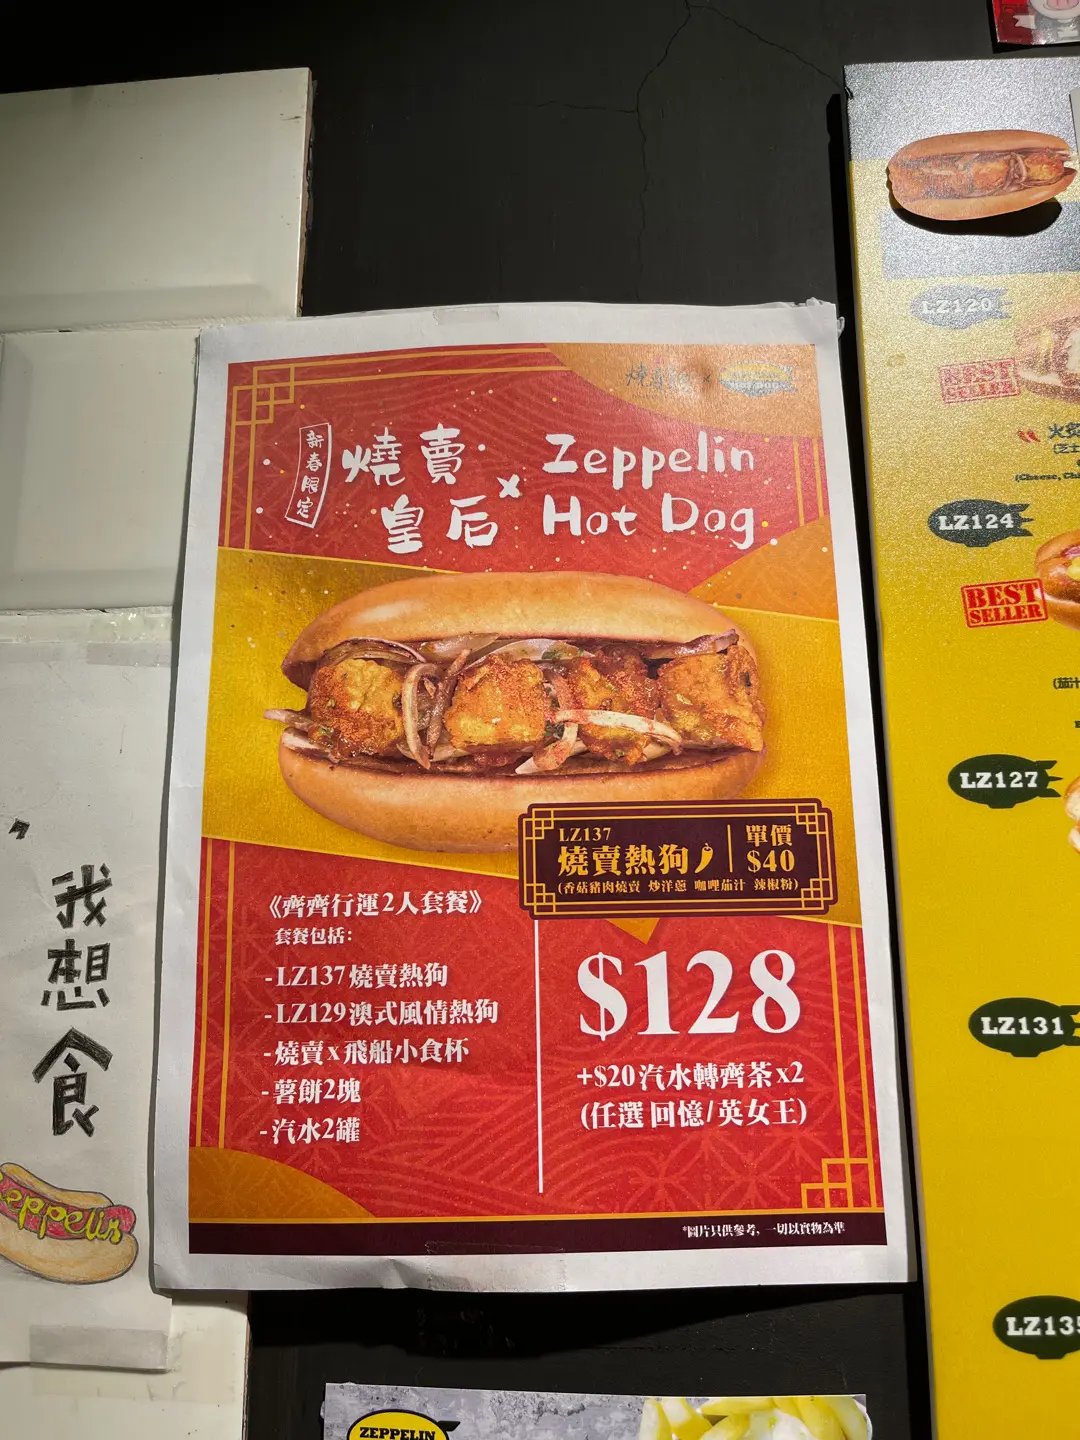 新春限定
燒賣
皇后
x
Zeppelin
Hot Dog
HOT DOG
LZ137
燒賣熱狗
單價
$40
(香菇豬肉燒賣 炒洋蔥 咖哩茄汁 辣椒粉)
《齊齊行運2人套餐》
套餐包括:
-LZ137燒賣熱狗
-LZ129澳式風情熱狗
-燒賣x飛船小食杯
-薯餅2塊
-汽水2罐
$128
+$20汽水轉齊茶x2
(任選 回憶/英女王)
*圖片只供參考, 一切以實物為準
我想食
Zeppelin
LZ120
BEST
SELLER
(Cheese,
LZ124
BEST
SELLER
LZ127
LZ131
LZ135
ZEPPELIN